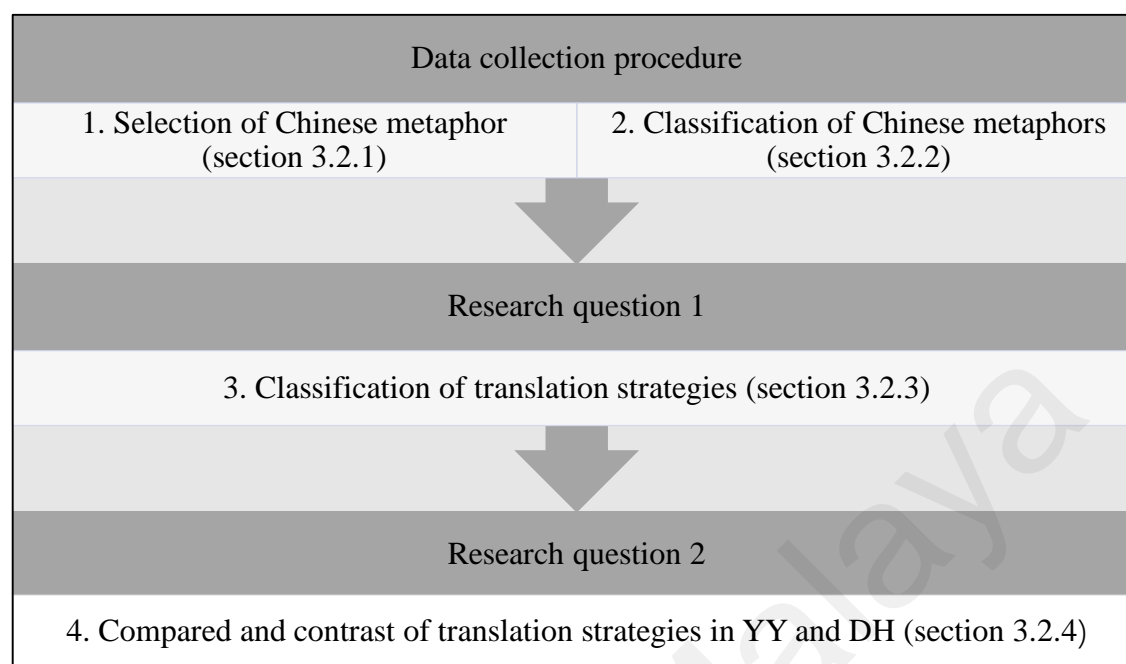 Data collection procedure
1. Selection of Chinese metaphor
(section 3.2.1)
2. Classification of Chinese metaphors
(section 3.2.2)
Research question 1
3. Classification of translation strategies (section 3.2.3)
Research question 2
4. Compared and contrast of translation strategies in YY and DH (section 3.2.4)
alaya